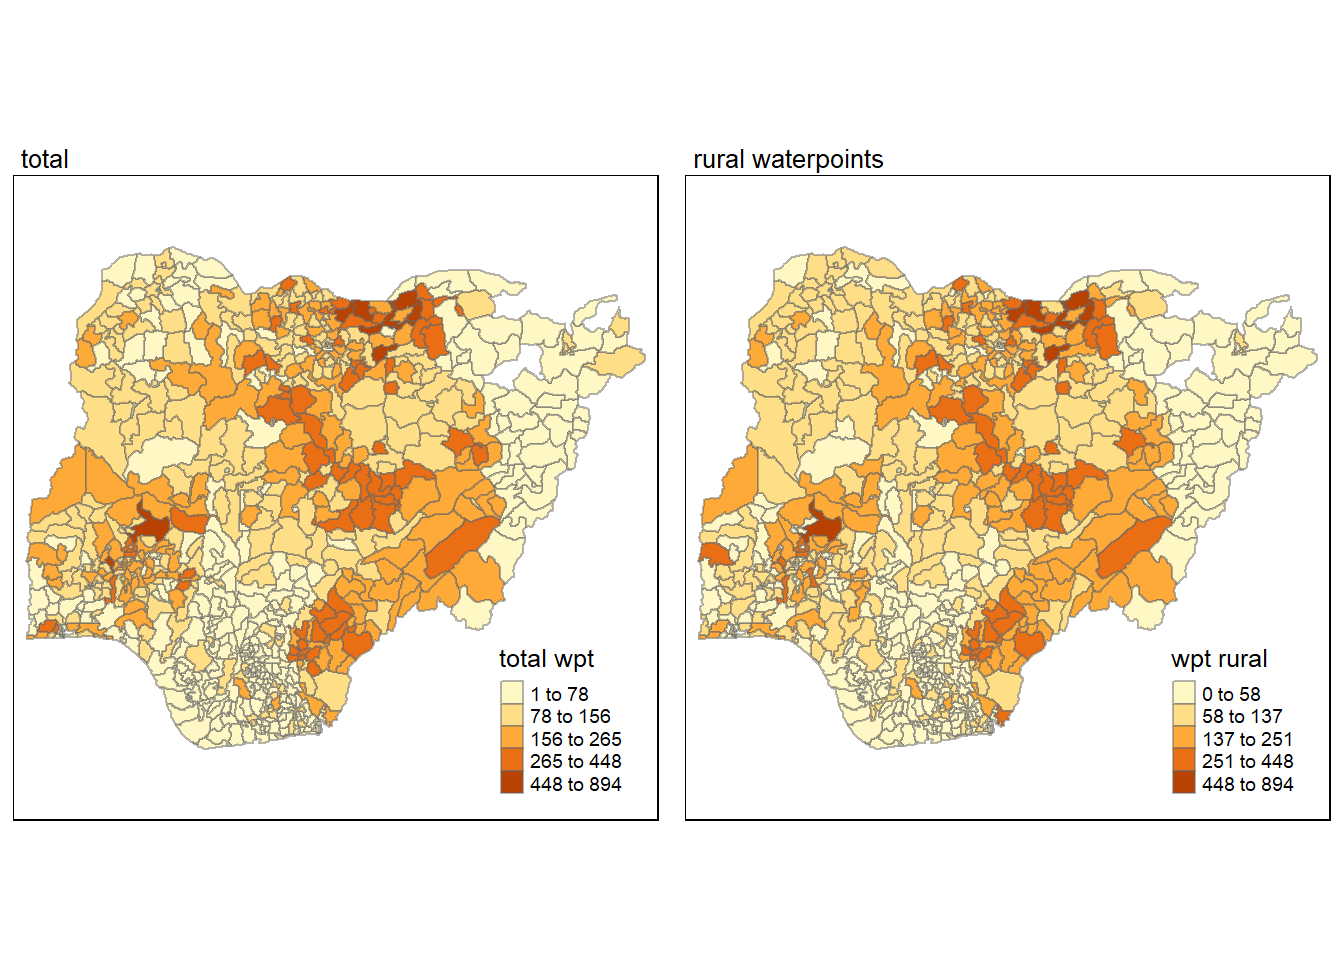 total
total wpt
1 to 78
78 to 156
156 to 265
265 to 448
448 to 894
rural waterpoints
wpt rural
0 to 58
58 to 137
137 to 251
251 to 448
448 to 894